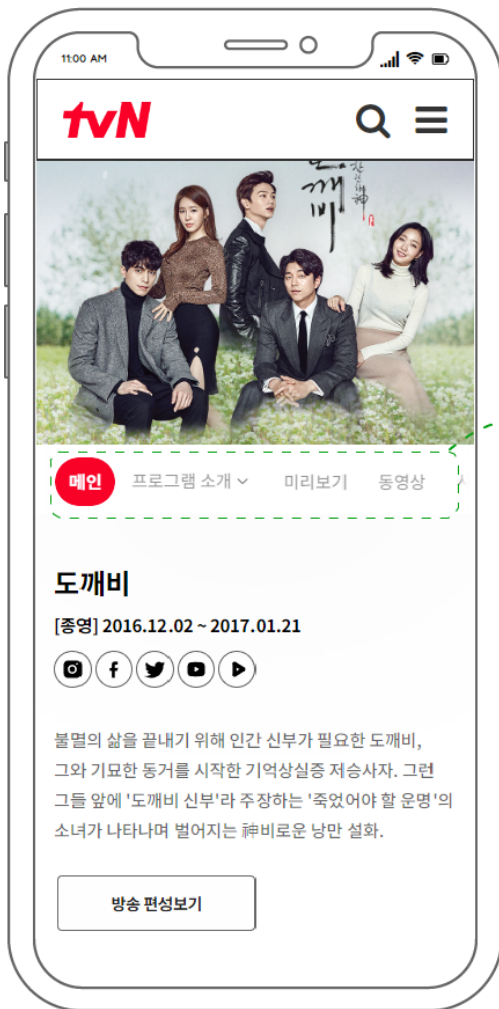 11:00 AM
tvN
깨비
메인 프로그램 소개 미리보기 동영상
도깨비
[종영] 2016.12.02 ~ 2017.01.21
불멸의 삶을 끝내기 위해 인간 신부가 필요한 도깨비,
그와 기묘한 동거를 시작한 기억상실증 저승사자. 그런
그들 앞에 '도깨비 신부'라 주장하는 '죽었어야 할 운명'의
소녀가 나타나며 벌어지는 神비로운 낭만 설화.
방송 편성보기